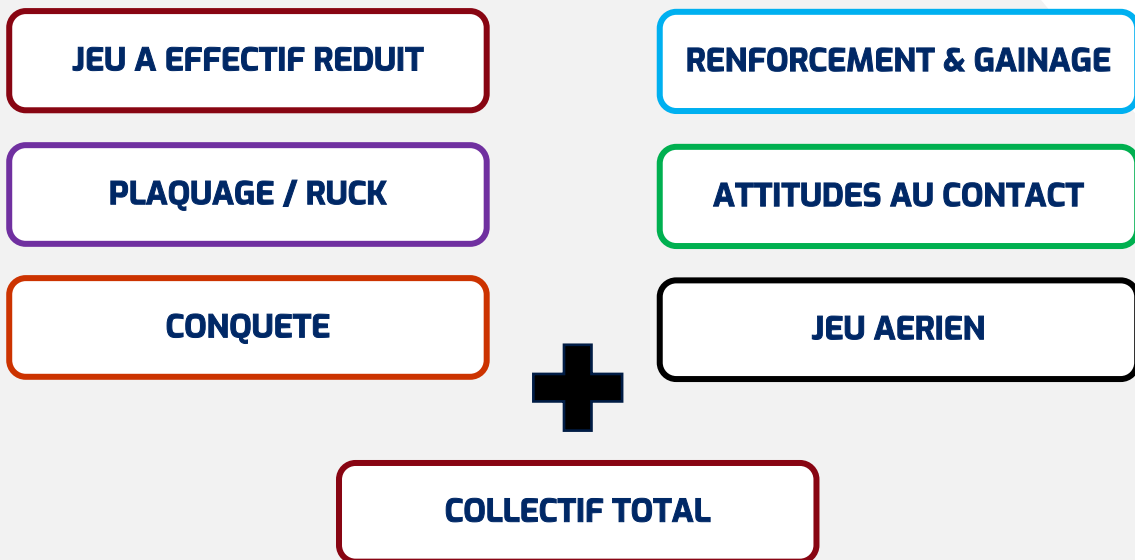 JEU A EFFECTIF REDUIT
RENFORCEMENT & GAINAGE
PLAQUAGE / RUCK
ATTITUDES AU CONTACT
CONQUETE
JEU AERIEN
COLLECTIF TOTAL